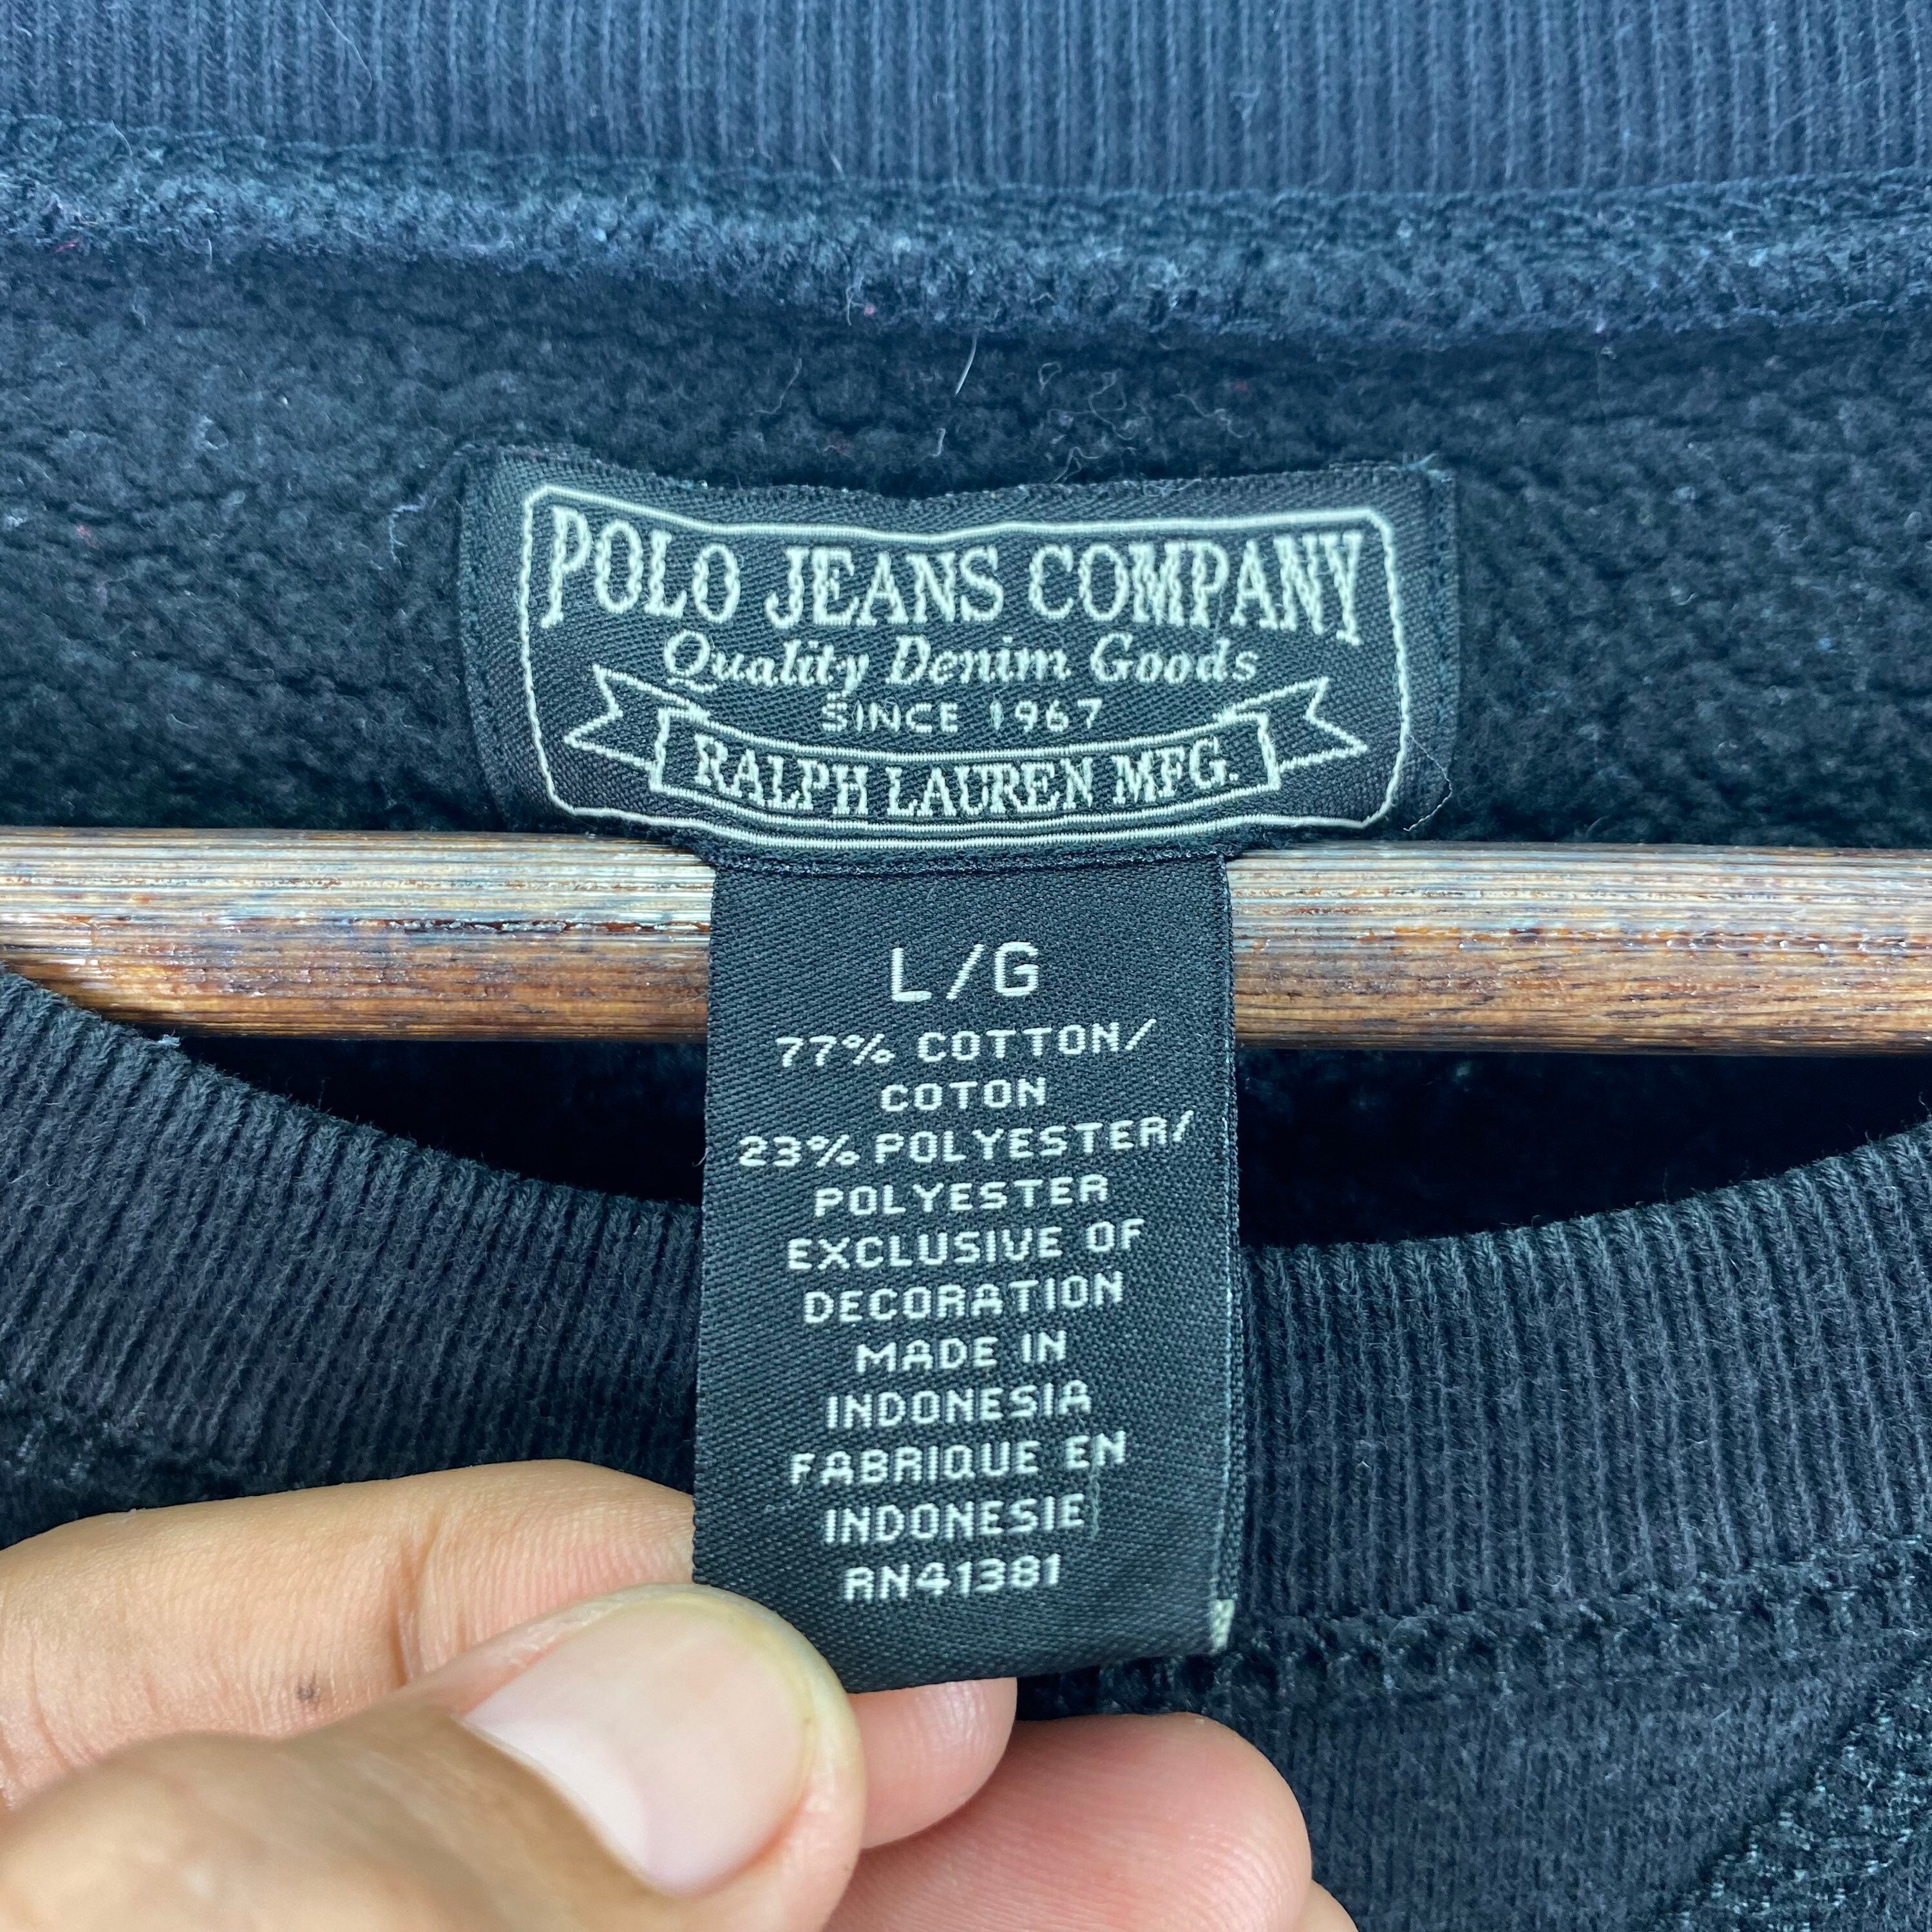 POLO JEANS COMPANY
Quality Denim Goods
SINCE 1967
RALPH LAUREN MFG.
L/G
77% COTTON/
COTON
23% POLYESTER/
POLYESTER
EXCLUSIVE OF
DECORATION
MADE IN
INDONESIA
FABRIQUE EN
INDONESIE
RN41381